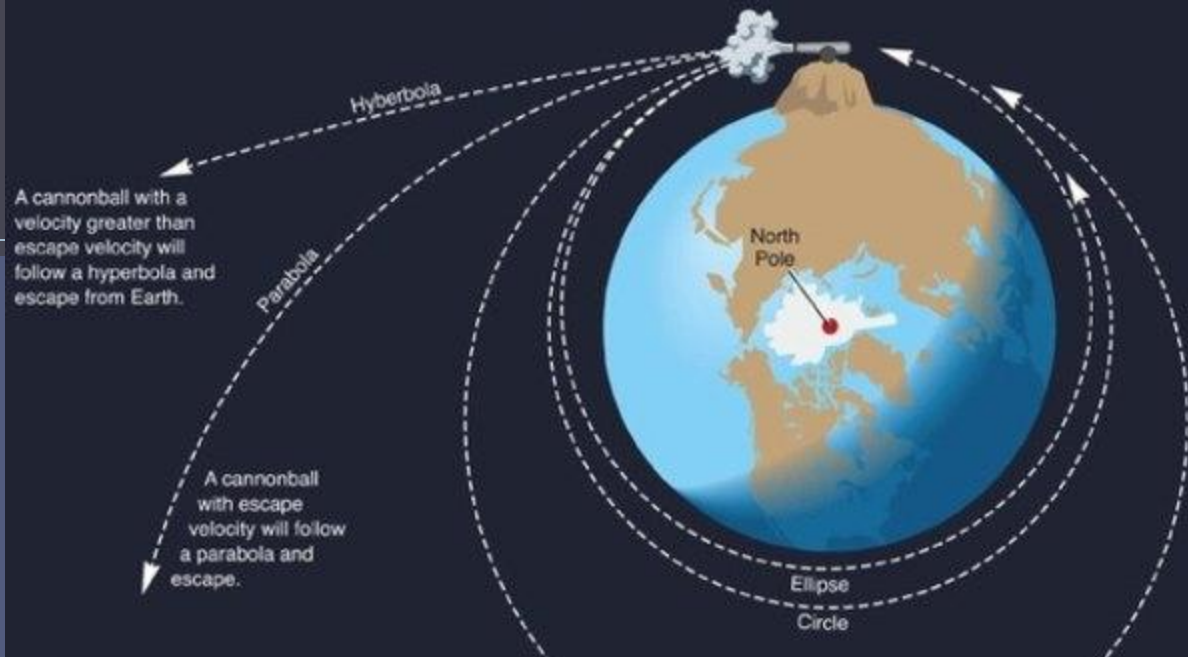 Hyberbola
A cannonball with a
velocity greater than
escape velocity will
follow a hyperbola and
escape from Earth.
Parabola
North
Pole
A cannonball
with escape
velocity will follow
a parabola and
escape.
Ellipse
Circle